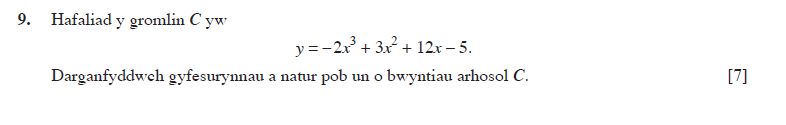 9. Hafaliad y gromlin C yw
y = –2x³ + 3x² + 12x – 5.
Darganfyddwch gyfesurynnau a natur pob un o bwyntiau arhosol C. [7]